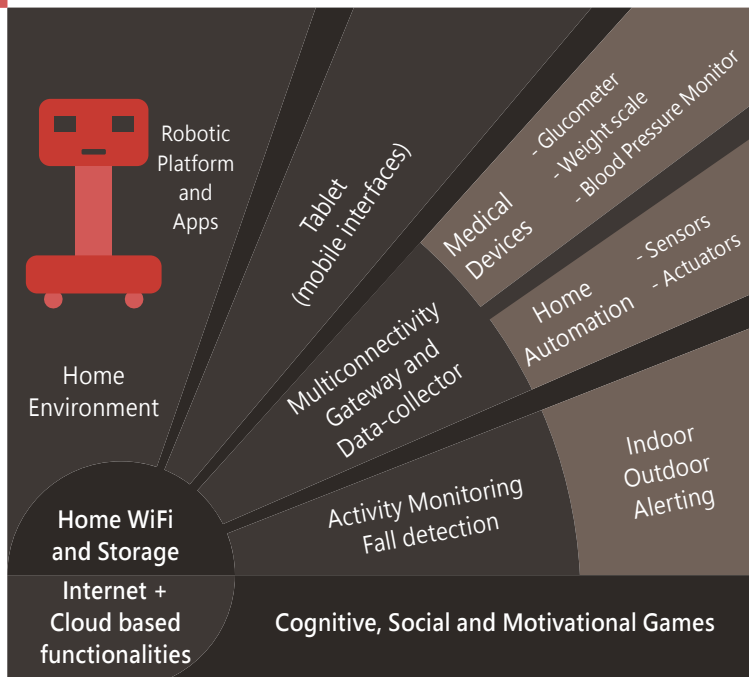 Robotic
Platform
and
Apps
Home
Environment
Tablet
(mobile interfaces)
Medical
Devices
- Glucometer
- Weight scale
- Blood Pressure Monitor
Multiconnectivity
Gateway and
Data-collector
Home
Automation
- Sensors
- Actuators
Activity Monitoring
Fall detection
Indoor
Outdoor
Alerting
Home WiFi
and Storage
Internet +
Cloud based
functionalities
Cognitive, Social and Motivational Games